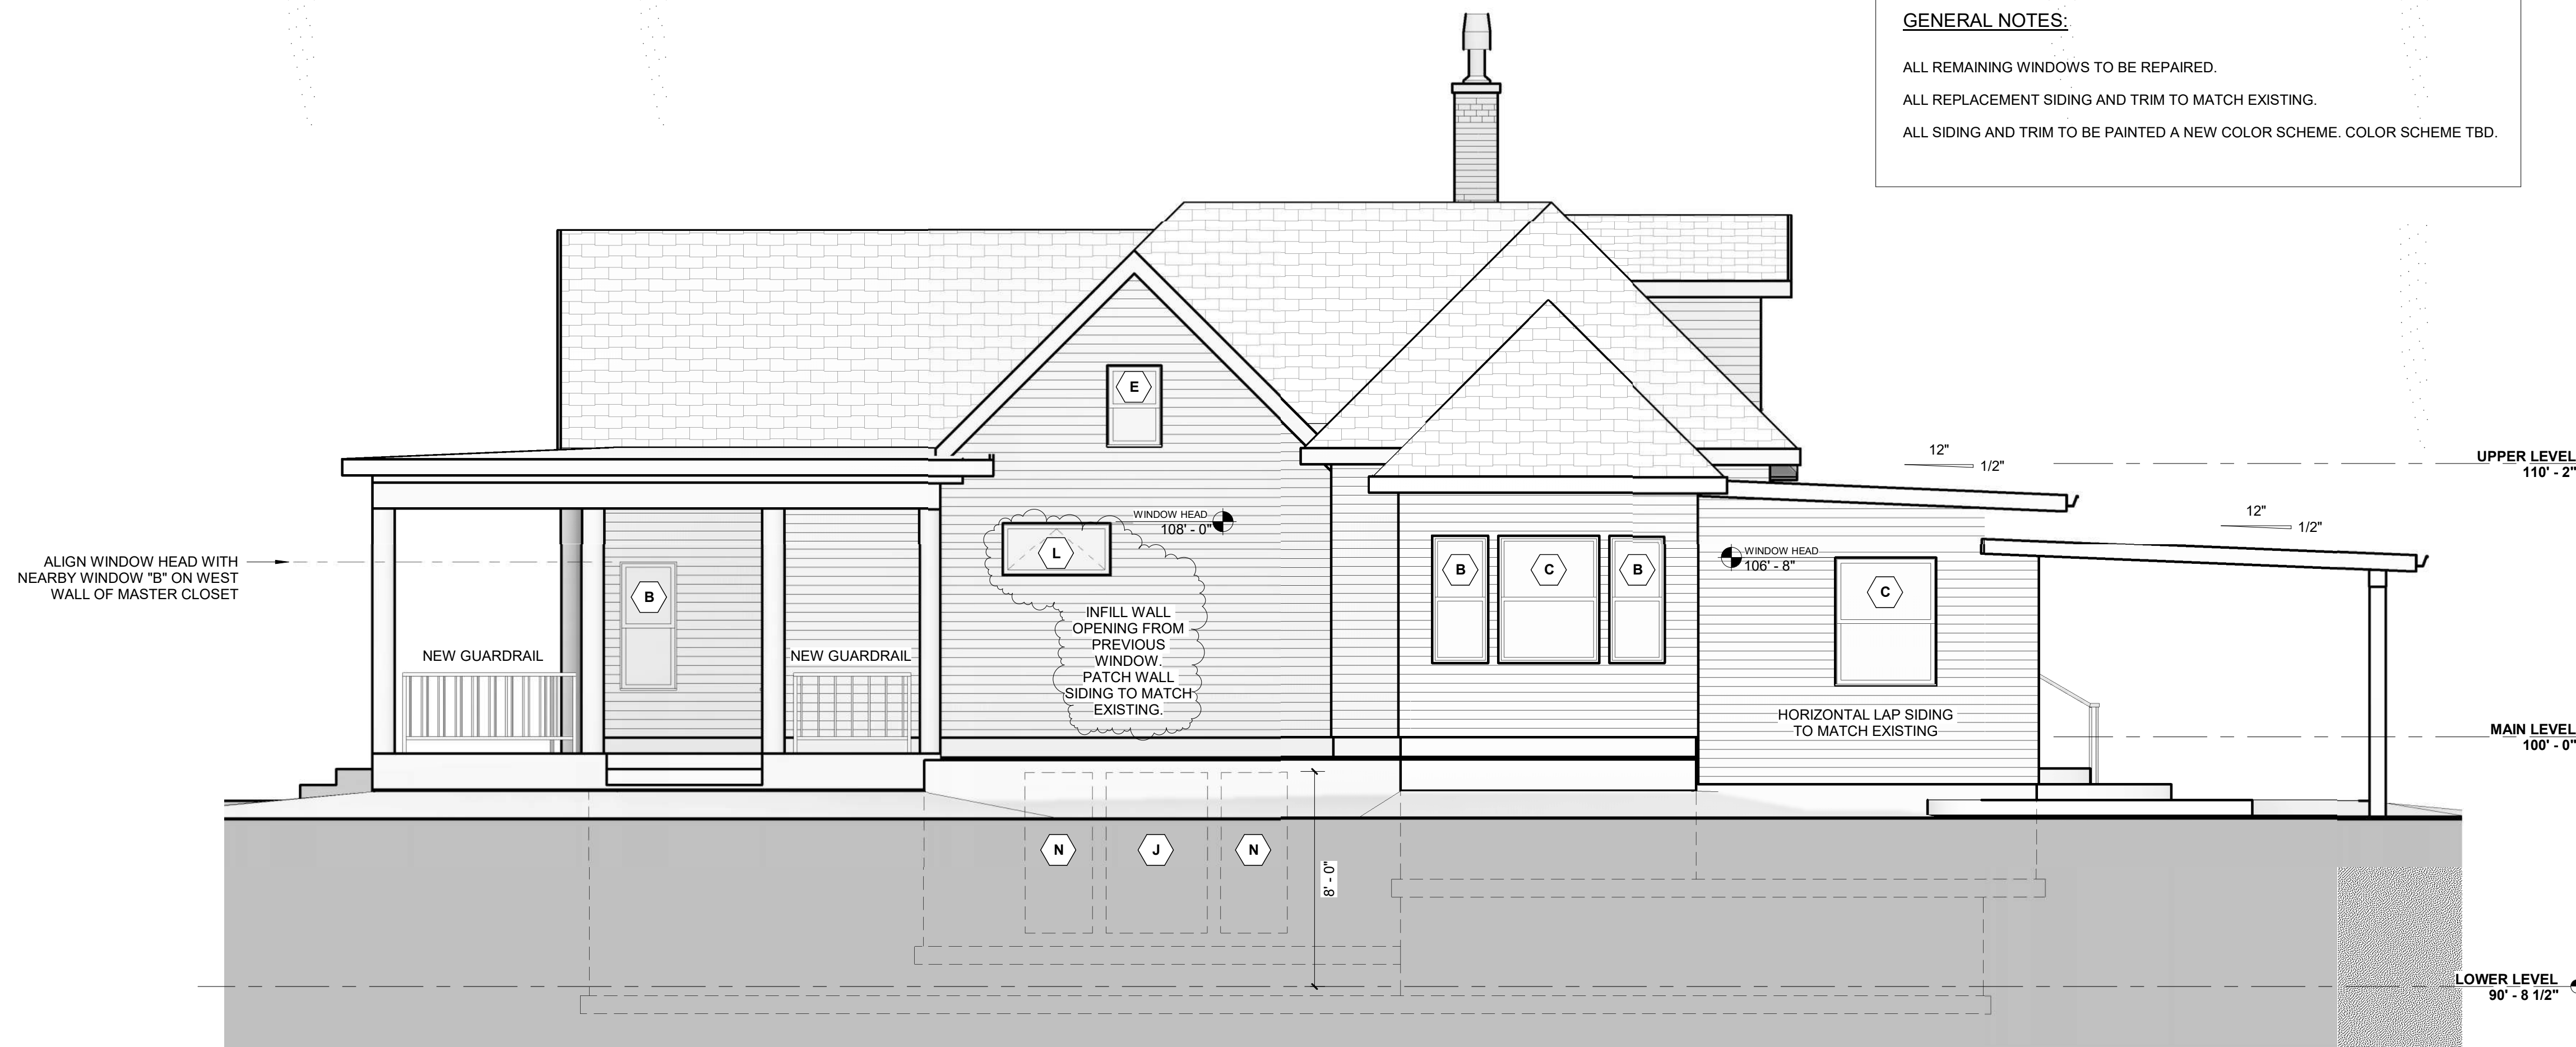 GENERAL NOTES:
ALL REMAINING WINDOWS TO BE REPAIRED.
ALL REPLACEMENT SIDING AND TRIM TO MATCH EXISTING.
ALL SIDING AND TRIM TO BE PAINTED A NEW COLOR SCHEME. COLOR SCHEME TBD.
E
12"
1/2"
UPPER LEVEL
110' - 2"
WINDOW HEAD
108' - 0"
12"
1/2"
ALIGN WINDOW HEAD WITH
NEARBY WINDOW "B" ON WEST
WALL OF MASTER CLOSET
L
WINDOW HEAD
106' - 8"
B
B
C
B
C
INFILL WALL
OPENING FROM
PREVIOUS
WINDOW.
PATCH WALL
SIDING TO MATCH
EXISTING.
NEW GUARDRAIL
NEW GUARDRAIL
HORIZONTAL LAP SIDING
TO MATCH EXISTING
MAIN LEVEL
100' - 0"
N
J
N
8' - 0"
LOWER LEVEL
90' - 8 1/2"